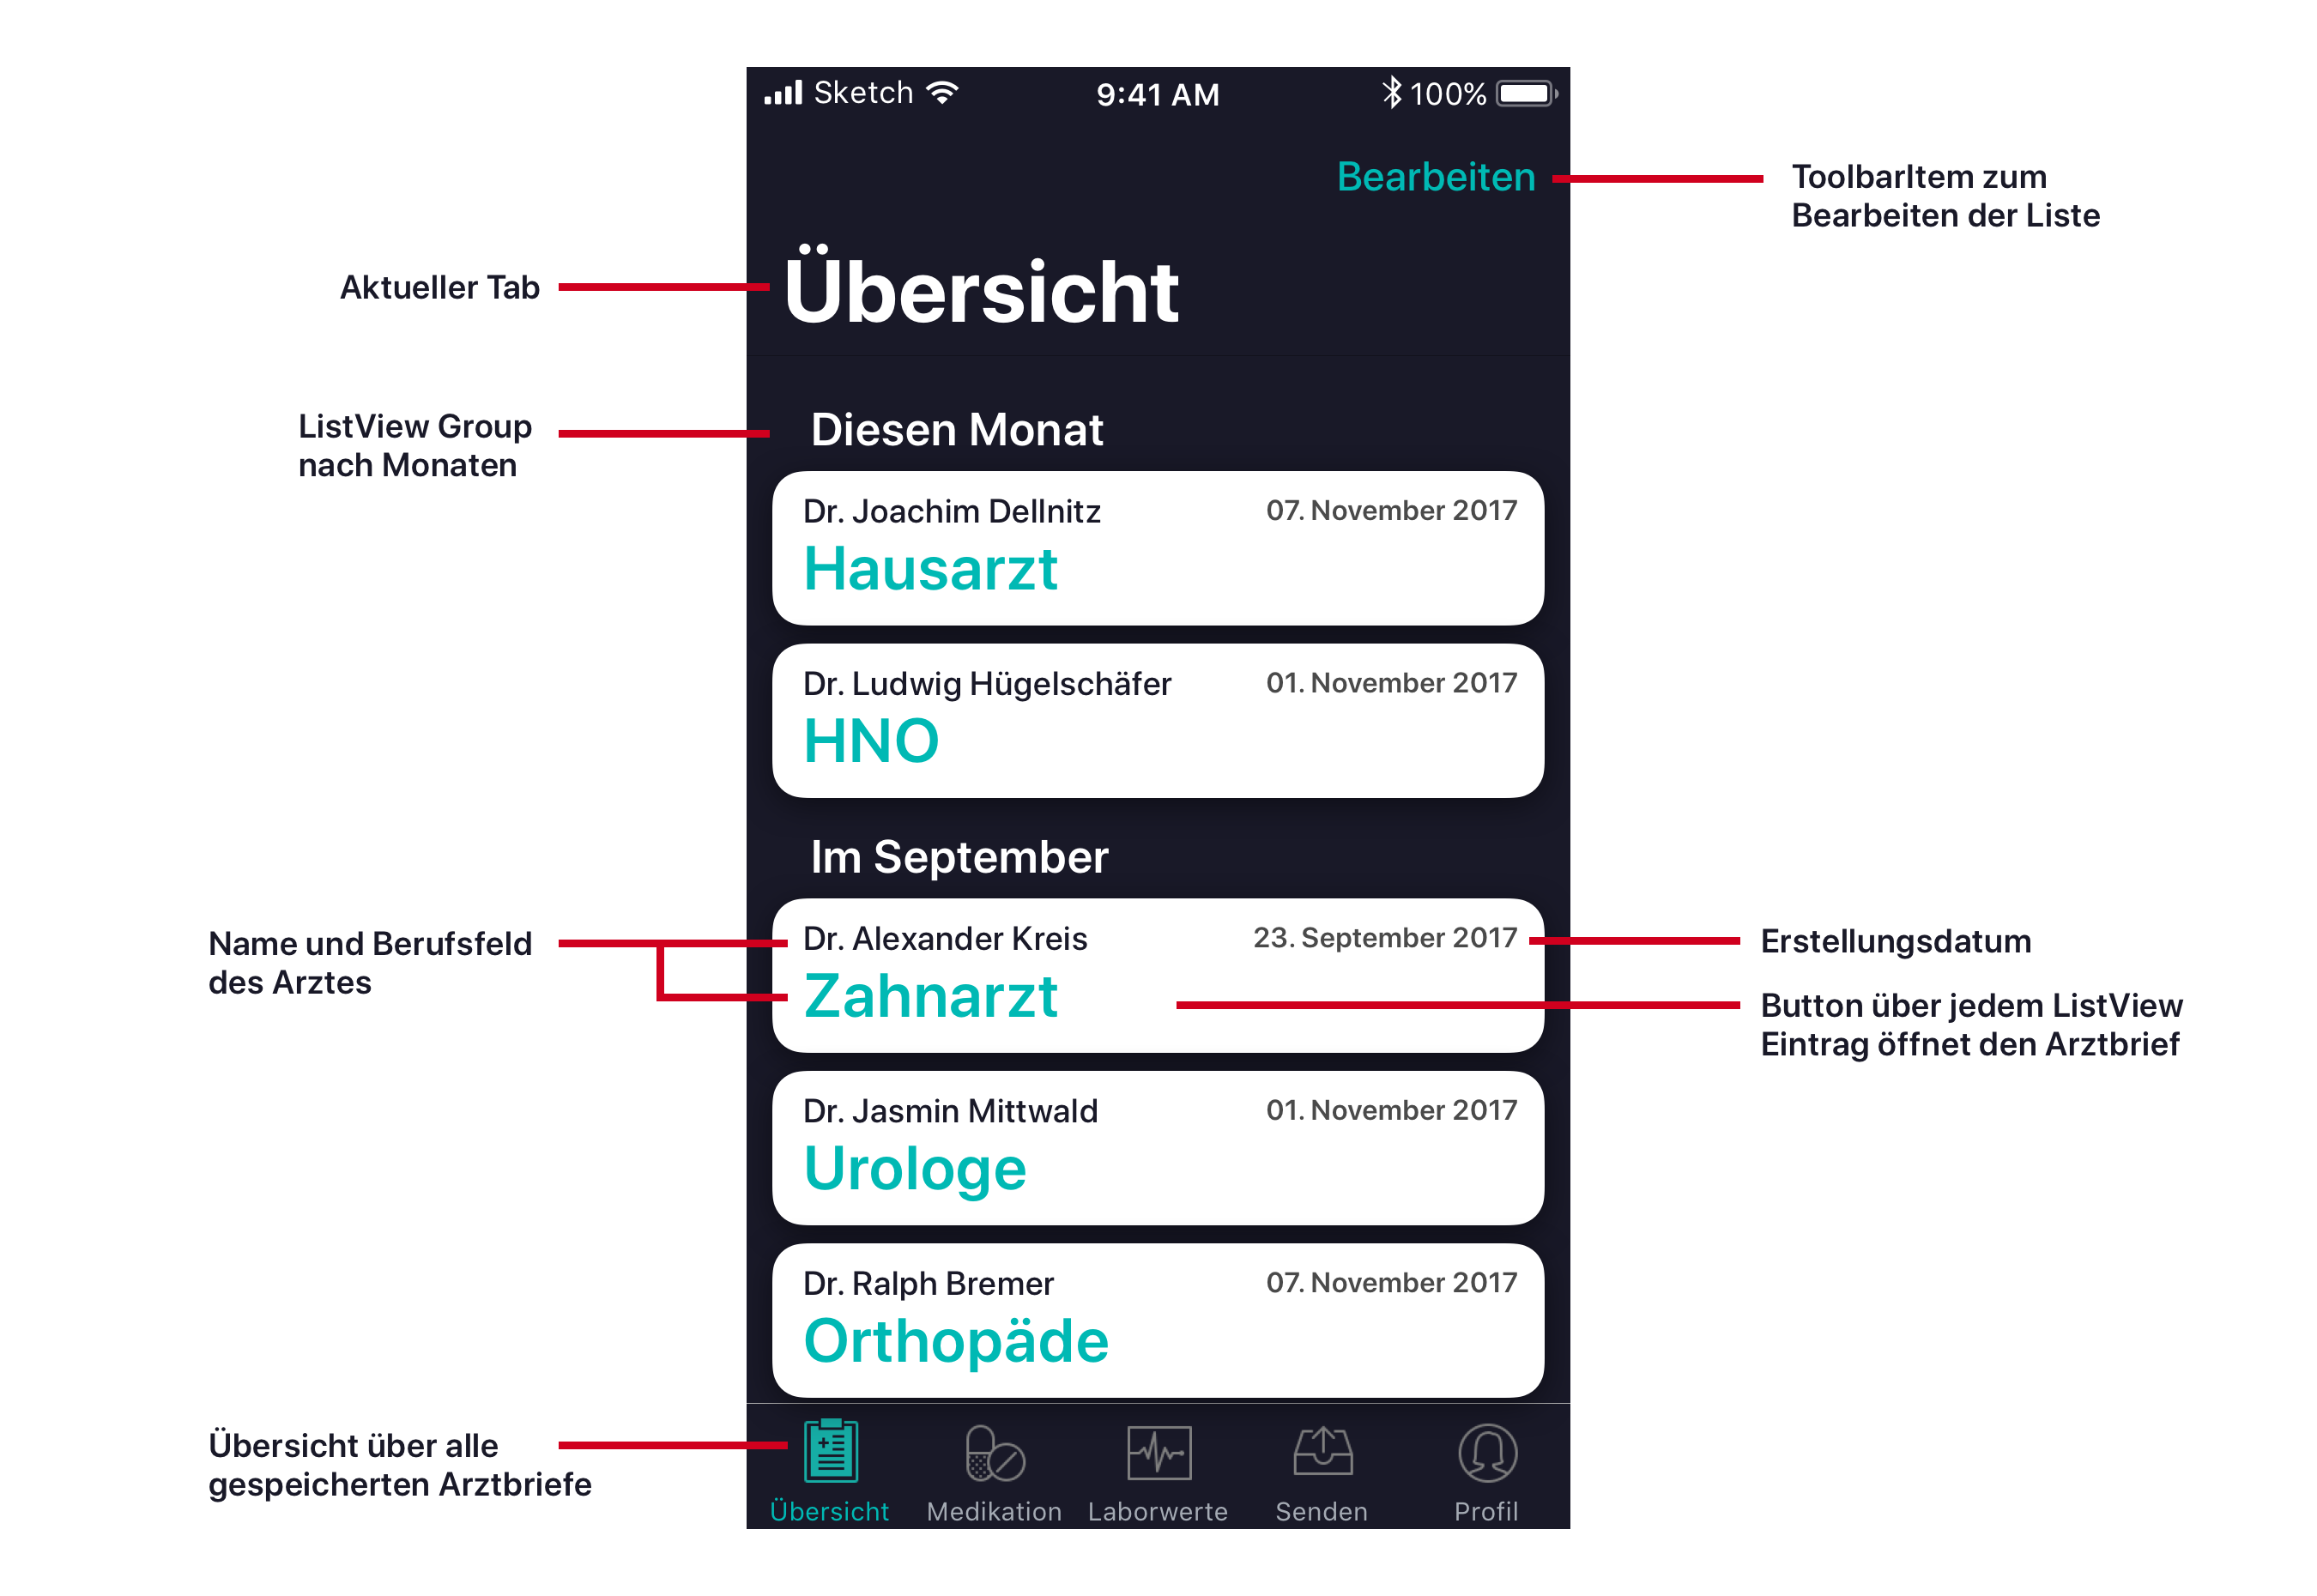 Sketch 9:41 AM 100%
Bearbeiten
ToolbarItem zum
Bearbeiten der Liste
Aktueller Tab
Übersicht
ListView Group
nach Monaten
Diesen Monat
Dr. Joachim Dellnitz 07. November 2017
Hausarzt
Dr. Ludwig Hügelschäfer 01. November 2017
HNO
Im September
Name und Berufsfeld
des Arztes
Dr. Alexander Kreis 23. September 2017
Zahnarzt
Erstellungsdatum
Button über jedem ListView
Eintrag öffnet den Arztbrief
Dr. Jasmin Mittwald 01. November 2017
Urologe
Dr. Ralph Bremer 07. November 2017
Orthopäde
Übersicht über alle
gespeicherten Arztbriefe
Übersicht Medikation Laborwerte Senden Profil